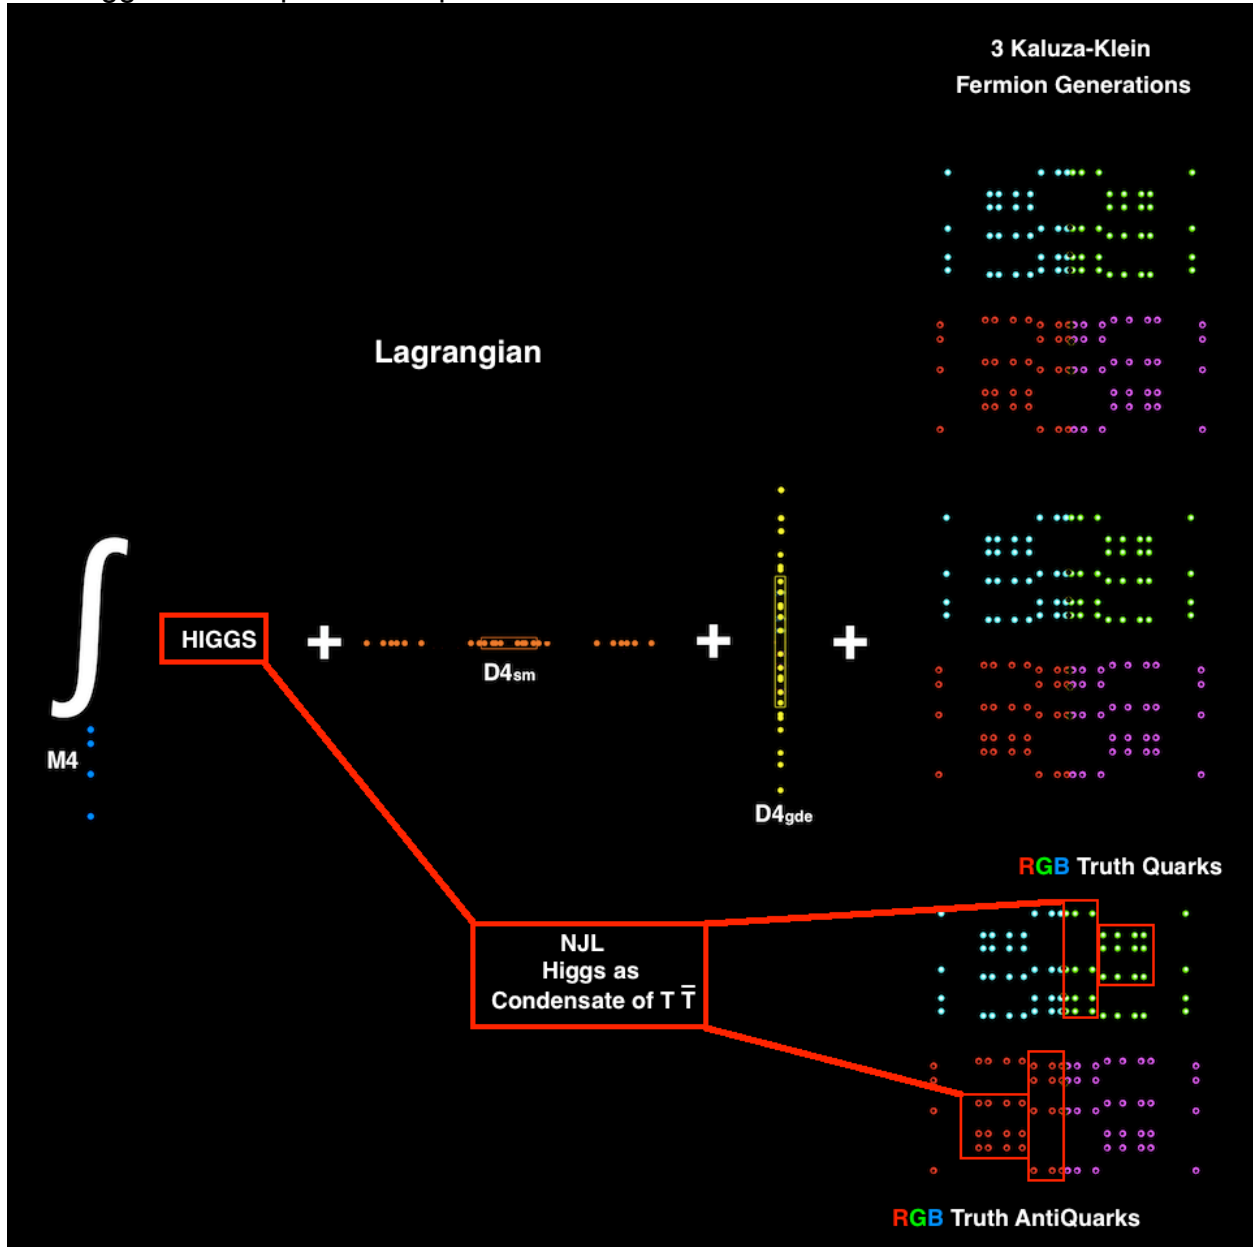 3 Kaluza-Klein
Fermion Generations
Lagrangian
∫ HIGGS + + +
D4sm
M4
D4gde
RGB Truth Quarks
NJL
Higgs as
Condensate of T T̅
RGB Truth AntiQuarks